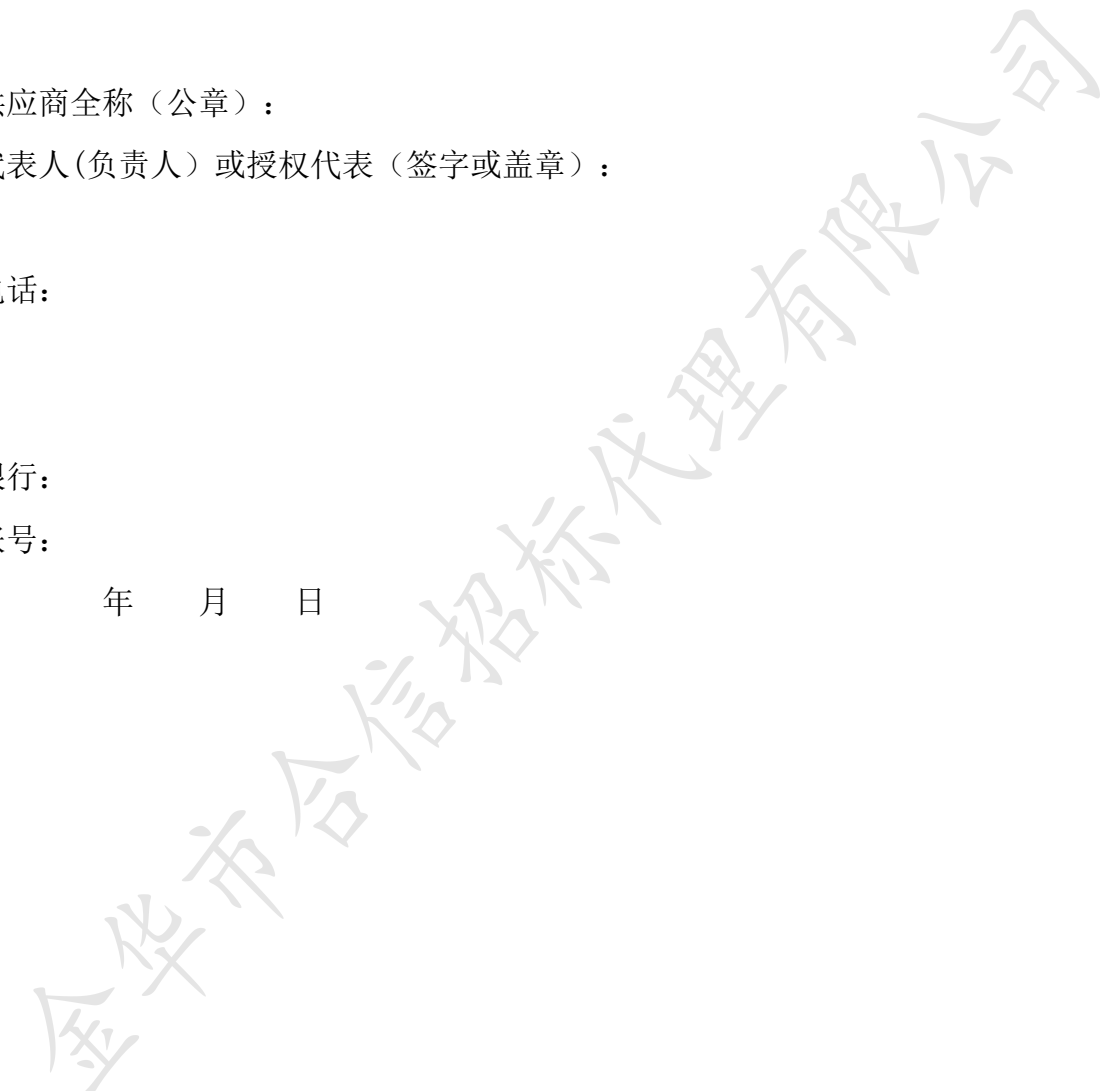 应商全称（公章）：
表人(负责人）或授权代表（签字或盖章）：
话：
行：
号：
年 月 日
金华市合信招标代理有限公司